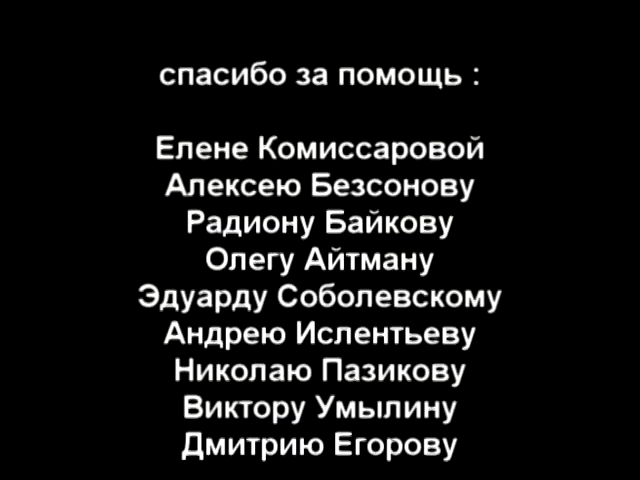 спасибо за помощь :
Елене Комиссаровой
Алексею Безсонову
Радиону Байкову
Олегу Айтману
Эдуарду Соболевскому
Андрею Ислентьеву
Николаю Пазикову
Виктору Умылину
Дмитрию Егорову